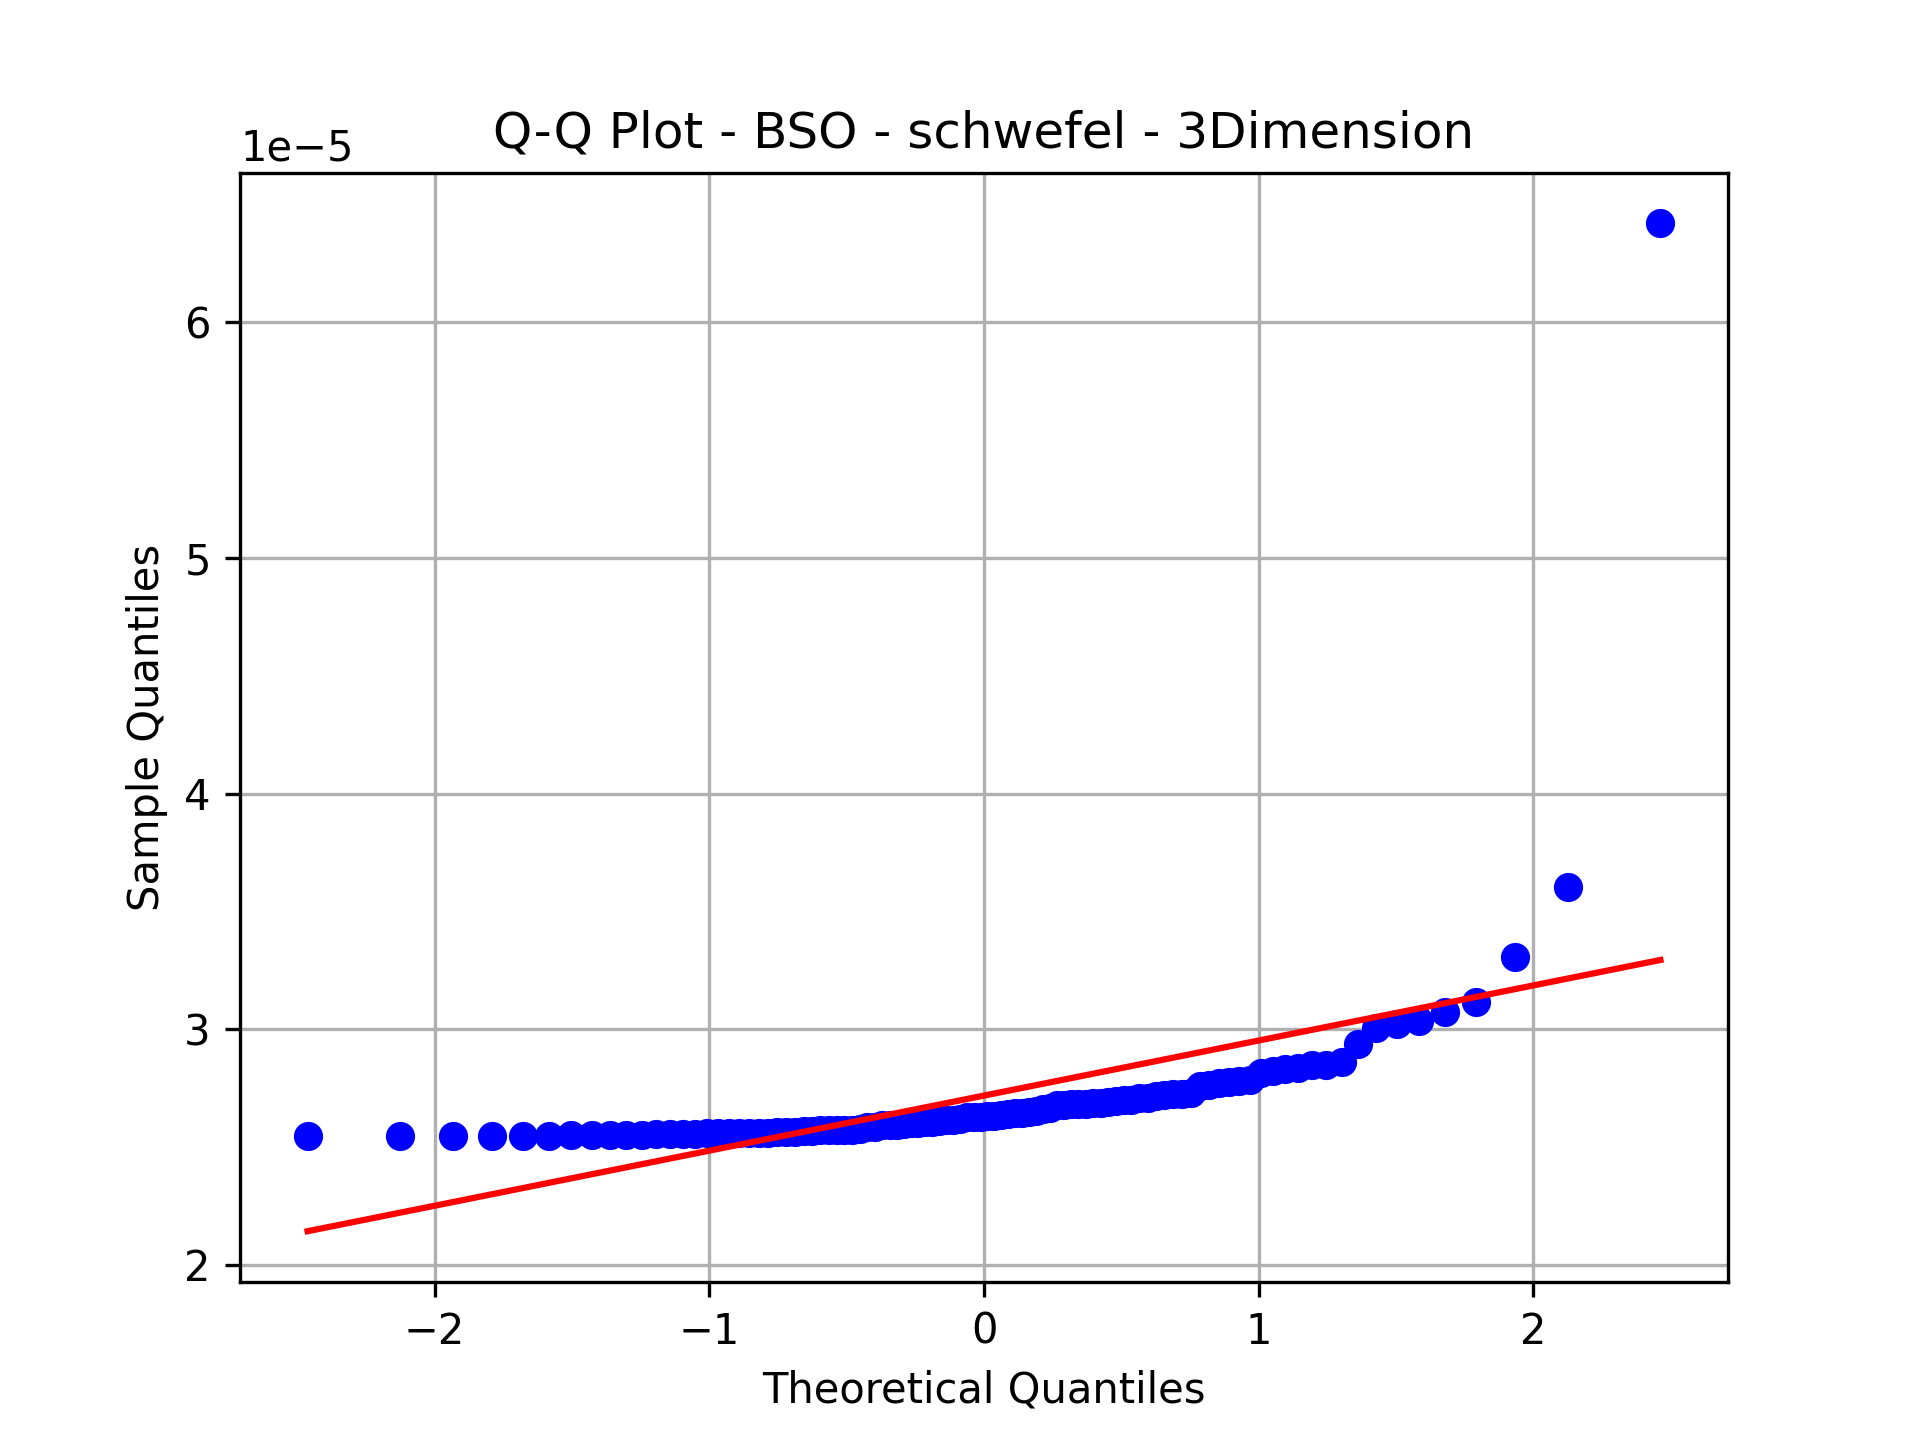 Q-Q Plot - BSO - schwefel - 3Dimension
1e−5
6
5
4
3
2
Sample Quantiles
−2
−1
0
1
2
Theoretical Quantiles